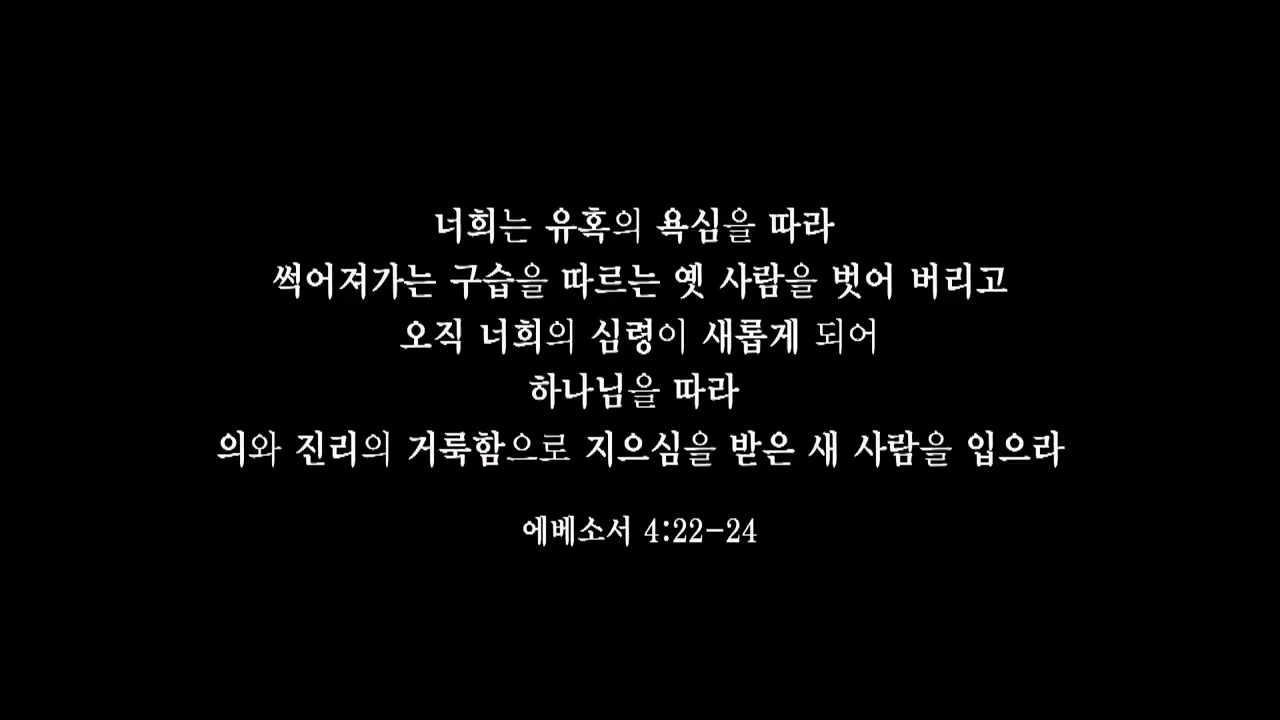 너희는 유혹의 욕심을 따라
썩어져가는 구습을 따르는 옛 사람을 벗어 버리고
오직 너희의 심령이 새롭게 되어
하나님을 따라
의와 진리의 거룩함으로 지으심을 받은 새 사람을 입으라
에베소서 4:22-24